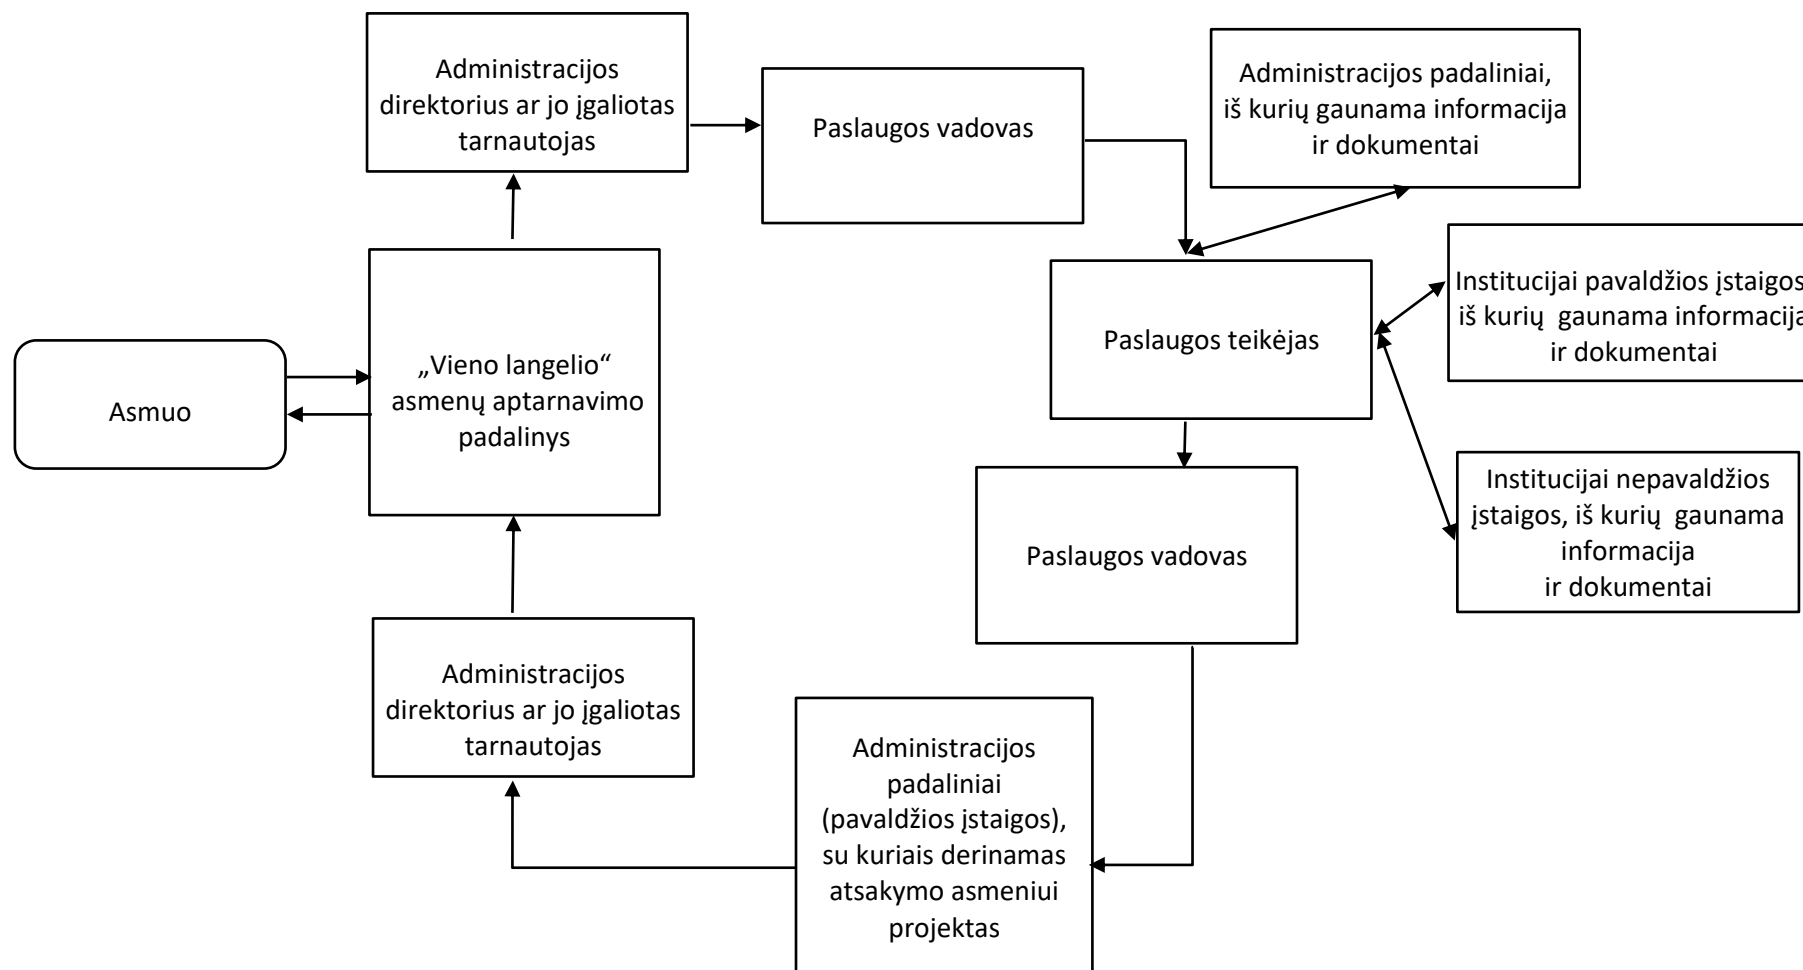 Administracijos
direktorius ar jo įgaliotas
tarnautojas
Paslaugos vadovas
Administracijos padaliniai,
iš kurių gaunama informacija
ir dokumentai
Institucijai pavaldžios įstaigos
iš kurių  gaunama informacija
ir dokumentai
Paslaugos teikėjas
„Vieno langelio“
asmenų aptarnavimo
padalinys
Asmuo
Institucijai nepavaldžios
įstaigos, iš kurių  gaunama
informacija
ir dokumentai
Paslaugos vadovas
Administracijos
direktorius ar jo įgaliotas
tarnautojas
Administracijos
padaliniai
(pavaldžios įstaigos),
su kuriais derinamas
atsakymo asmeniui
projektas